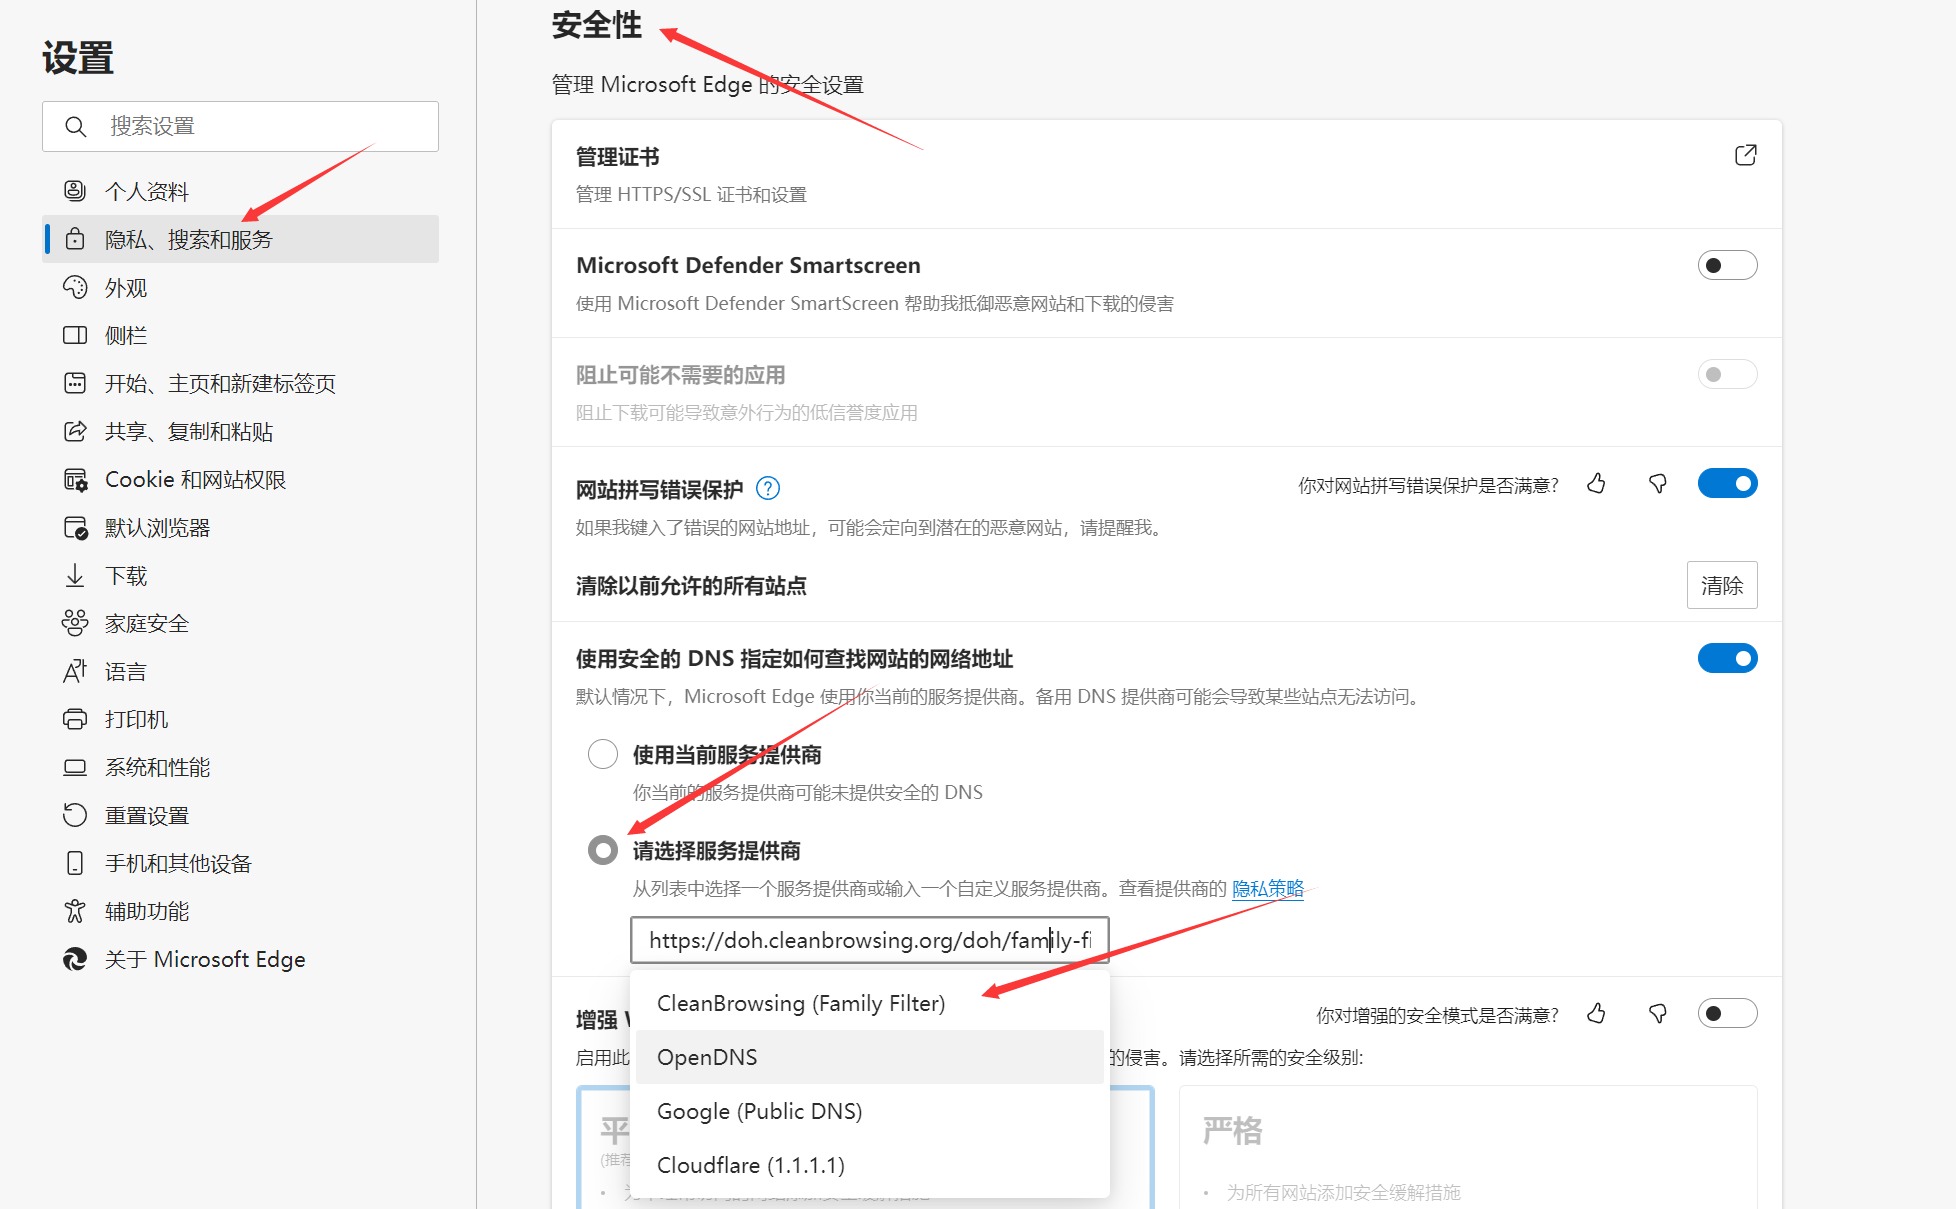 设置
搜索设置
个人资料
隐私、搜索和服务
外观
侧栏
开始、主页和新建标签页
共享、复制和粘贴
Cookie 和网站权限
默认浏览器
下载
家庭安全
语言
打印机
系统和性能
重置设置
手机和其他设备
辅助功能
关于 Microsoft Edge
安全性
管理 Microsoft Edge 的安全设置
管理证书
管理 HTTPS/SSL 证书和设置
Microsoft Defender Smartscreen
使用 Microsoft Defender SmartScreen 帮助我抵御恶意网站和下载的侵害
阻止可能不需要的应用
阻止下载可能导致意外行为的低信誉度应用
网站拼写错误保护
你对网站拼写错误保护是否满意?
如果我键入了错误的网站地址，可能会定向到潜在的恶意网站，请提醒我。
清除以前允许的所有站点
清除
使用安全的 DNS 指定如何查找网站的网络地址
默认情况下，Microsoft Edge 使用你当前的服务提供商。备用 DNS 提供商可能会导致某些站点无法访问。
使用当前服务提供商
你当前的服务提供商可能未提供安全的 DNS
请选择服务提供商
从列表中选择一个服务提供商或输入一个自定义服务提供商。查看提供商的 隐私策略
https://doh.cleanbrowsing.org/doh/family-fi
CleanBrowsing (Family Filter)
OpenDNS
Google (Public DNS)
Cloudflare (1.1.1.1)
增强
你对增强的安全模式是否满意?
启用此
的侵害。请选择所需的安全级别:
平
(推荐
严格
• 为所有网站添加安全缓解措施